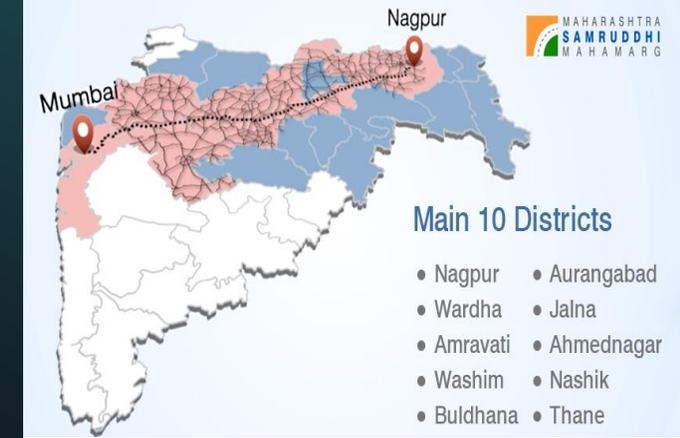 Nagpur
MAHARASHTRA
SAMRUDDHI
MAHAMARG
Mumbai
Main 10 Districts
• Nagpur
• Wardha
• Amravati
• Washim
• Buldhana
• Aurangabad
• Jalna
• Ahmednagar
• Nashik
• Thane